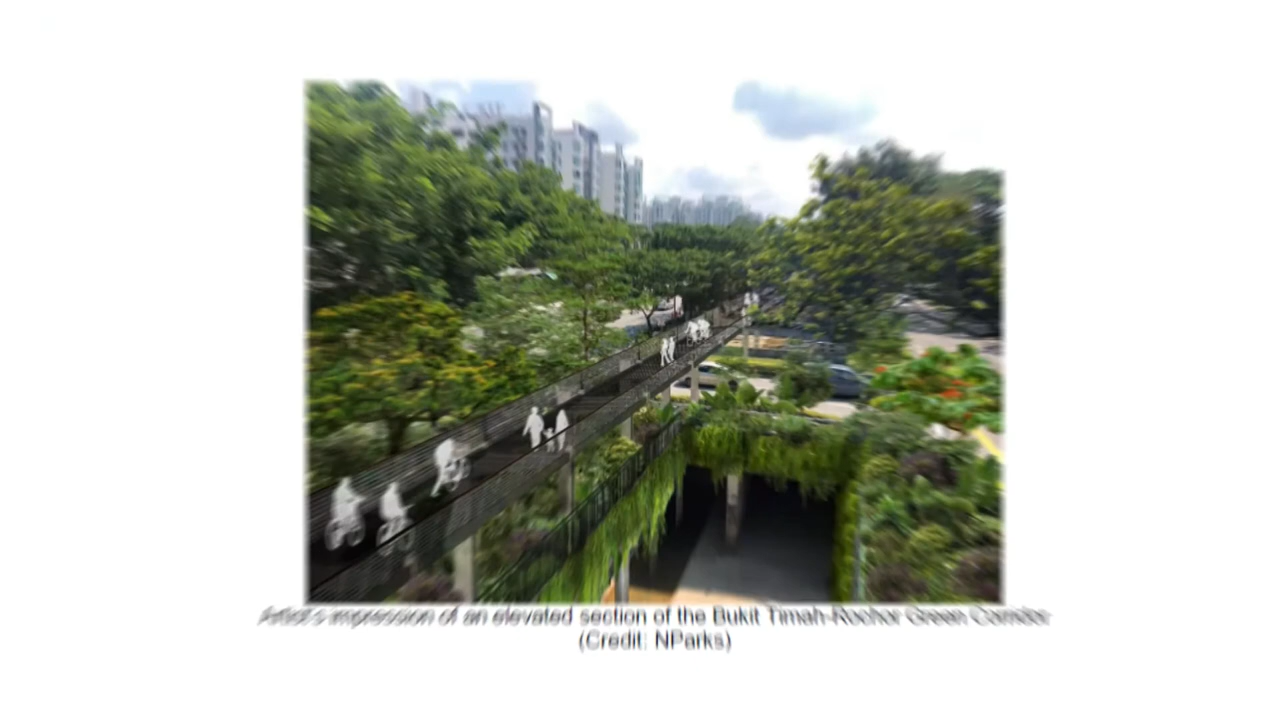 Artist's impression of an elevated section of the Bukit Timah-Rochor Green Corridor
(Credit: NParks)